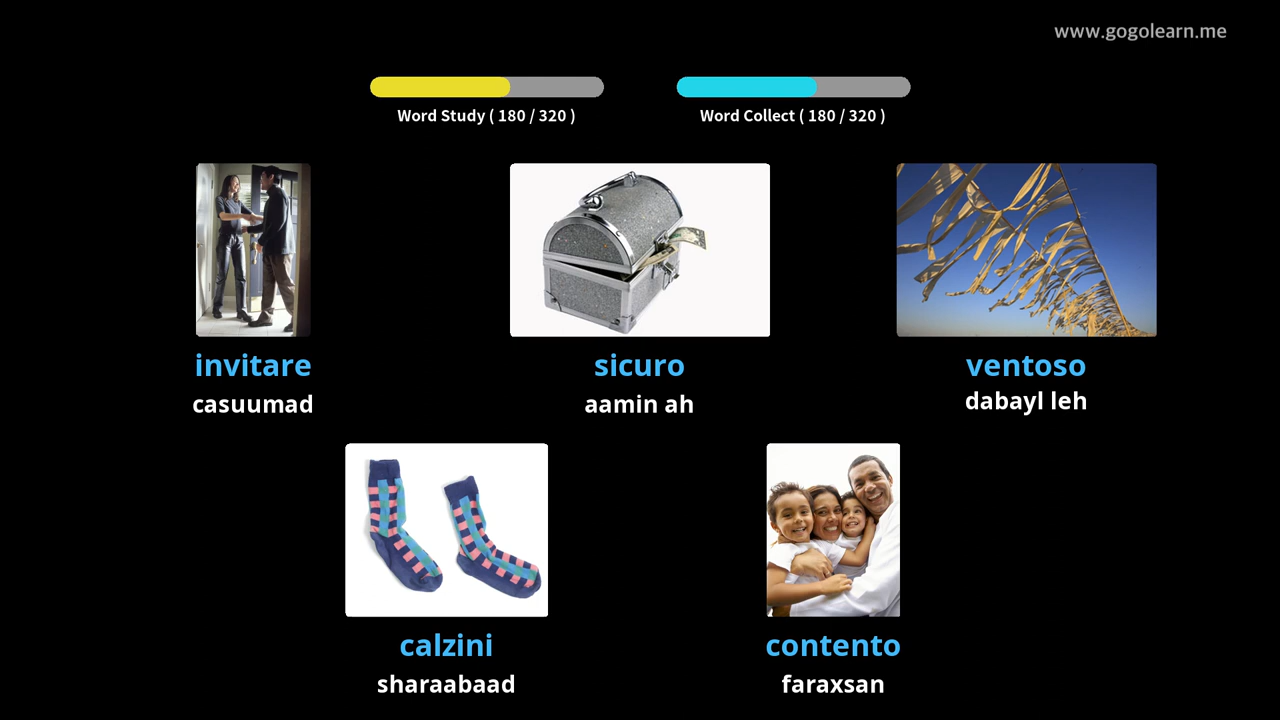 www.gogolearn.me
Word Study ( 180 / 320 )
Word Collect ( 180 / 320 )
invitare
casuumad
sicuro
aamin ah
ventoso
dabayl leh
calzini
sharaabaad
contento
faraxsan